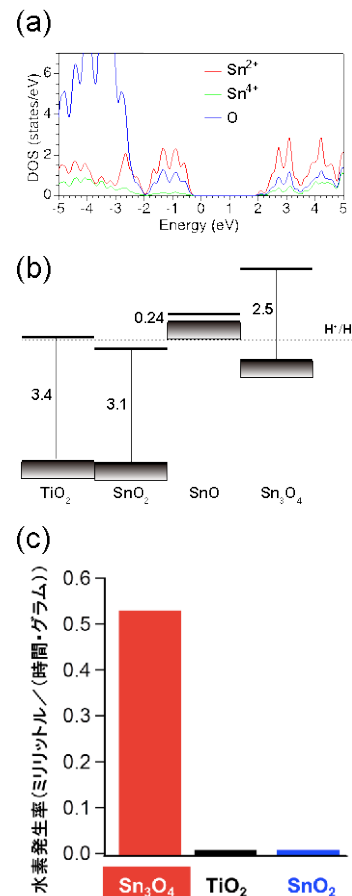 (a)
DOS (states/eV)
6
4
2
0
Sn²⁺
Sn⁴⁺
O
-5 -4 -3 -2 -1 0 1 2 3 4 5
Energy (eV)
(b)
0.24
2.5
H⁺/H
3.4
3.1
TiO₂ SnO₂ SnO Sn₃O₄
(c)
水素発生率(ミリリットル/(時間・グラム))
0.6
0.5
0.4
0.3
0.2
0.1
0.0
Sn₃O₄ TiO₂ SnO₂